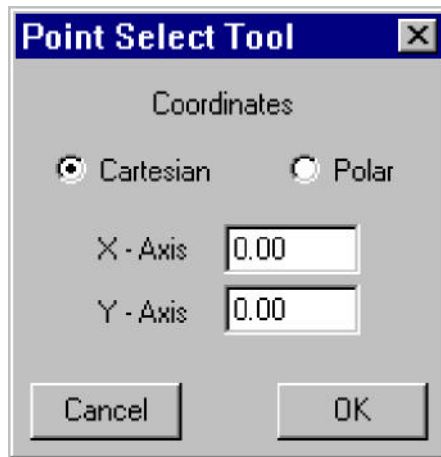 Point Select Tool
Coordinates
Cartesian Polar
X - Axis 0.00
Y - Axis 0.00
Cancel OK